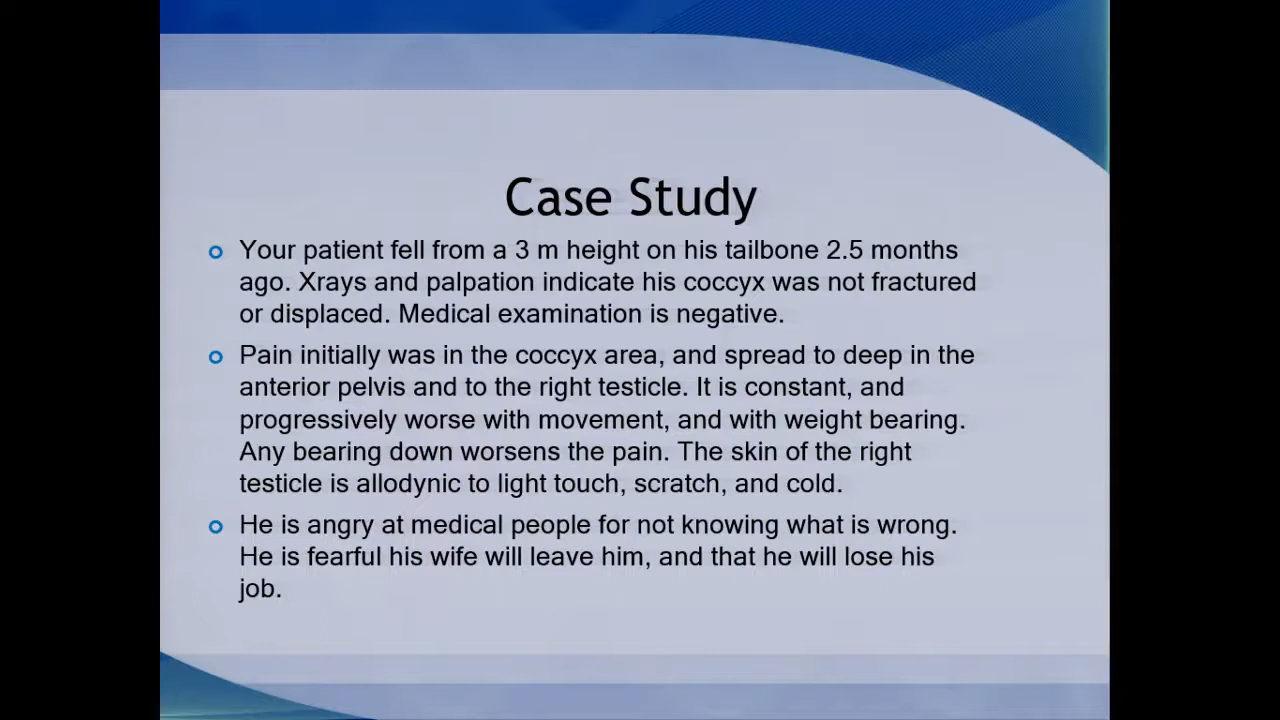 Case Study
Your patient fell from a 3 m height on his tailbone 2.5 months
ago. Xrays and palpation indicate his coccyx was not fractured
or displaced. Medical examination is negative.
Pain initially was in the coccyx area, and spread to deep in the
anterior pelvis and to the right testicle. It is constant, and
progressively worse with movement, and with weight bearing.
Any bearing down worsens the pain. The skin of the right
testicle is allodynic to light touch, scratch, and cold.
He is angry at medical people for not knowing what is wrong.
He is fearful his wife will leave him, and that he will lose his
job.